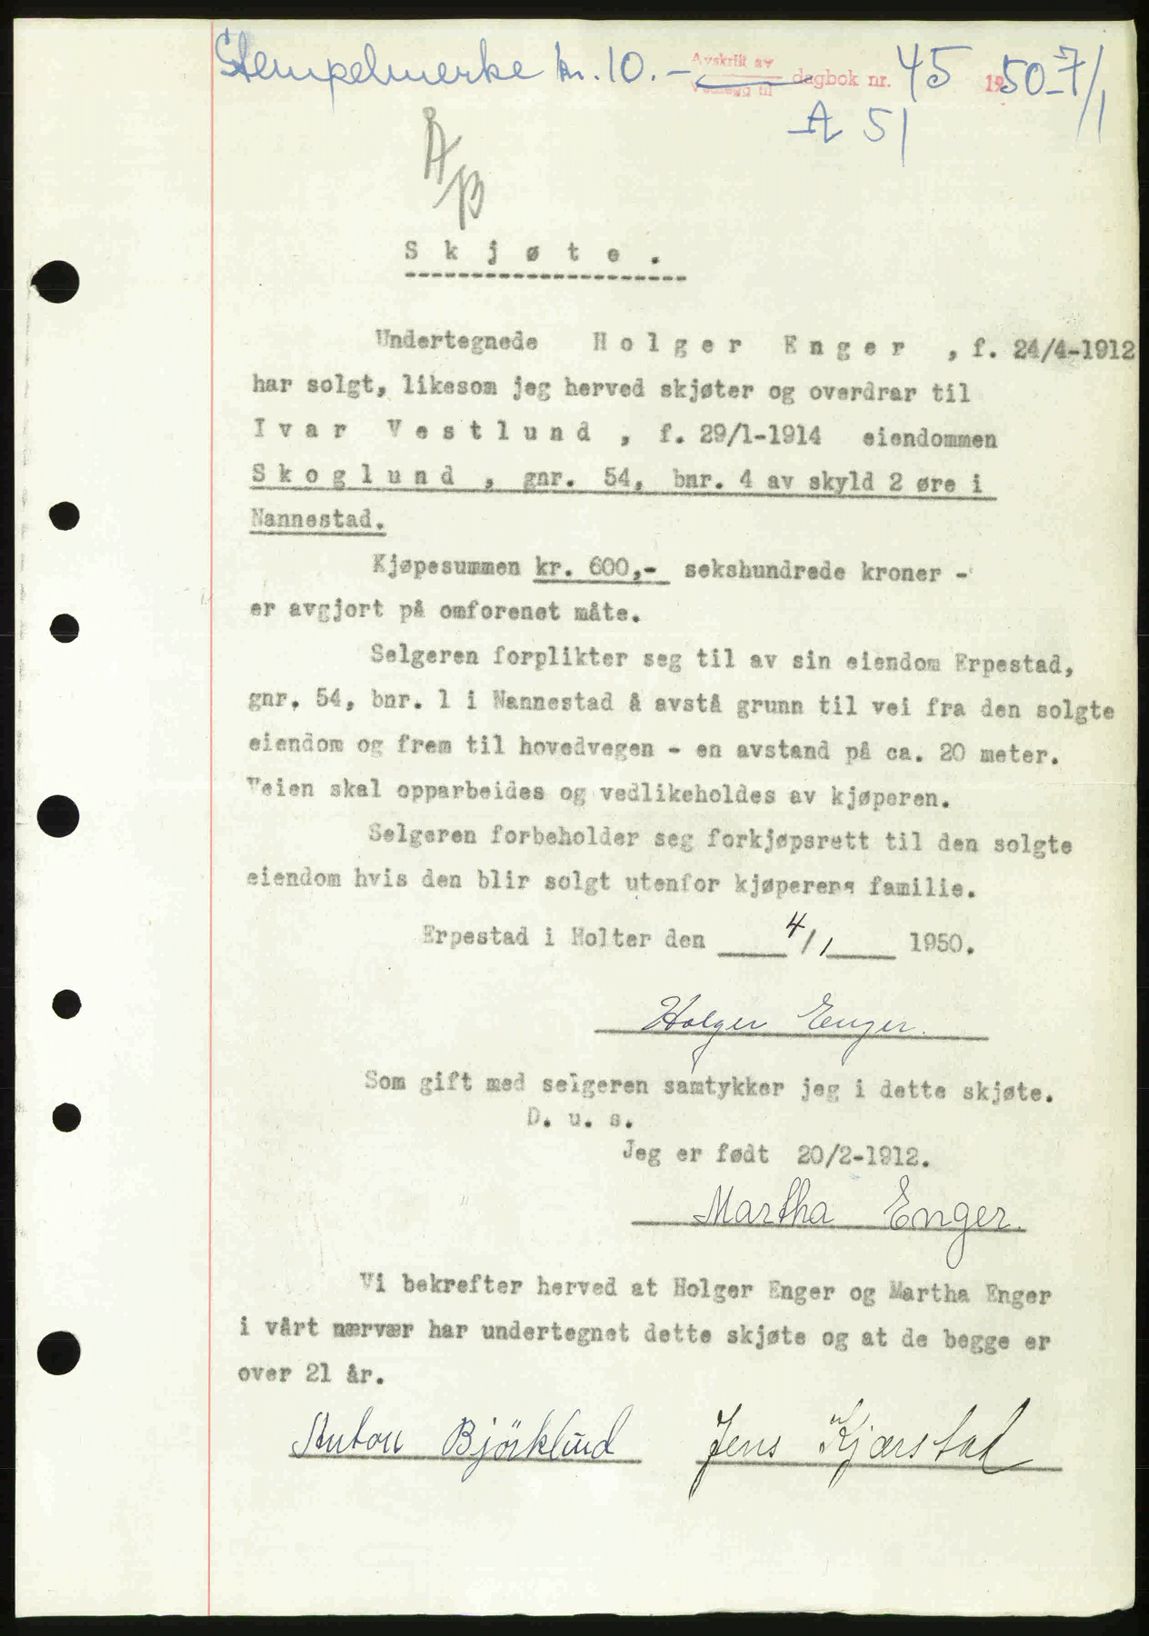 Stempelmerke kr. 10.-
Avskrift av
Vedlegg til
dagbok nr. 45 1950 7/1
A 51
S k j ø t e .
Undertegnede H o l g e r E n g e r , f. 24/4-1912
har solgt, likesom jeg herved skjøter og overdrar til
I v a r V e s t l u n d , f. 29/1-1914 eiendommen
S k o g l u n d , gnr. 54, bnr. 4 av skyld 2 øre i
Nannestad.
Kjøpesummen kr. 600,- sekshundrede kroner -
er avgjort på omforenet måte.
Selgeren forplikter seg til av sin eiendom Erpestad,
gnr. 54, bnr. 1 i Nannestad å avstå grunn til vei fra den solgte
eiendom og frem til hovedvegen - en avstand på ca. 20 meter.
Veien skal opparbeides og vedlikeholdes av kjøperen.
Selgeren forbeholder seg forkjøpsrett til den solgte
eiendom hvis den blir solgt utenfor kjøperens familie.
Erpestad i Holter den 4/1 1950.
Holger Enger.
Som gift med selgeren samtykker jeg i dette skjøte.
D. u. s.
Jeg er født 20/2-1912.
Martha Enger.
Vi bekrefter herved at Holger Enger og Martha Enger
i vårt nærvær har undertegnet dette skjøte og at de begge er
over 21 år.
Anton Björklund Jens Kjærstad